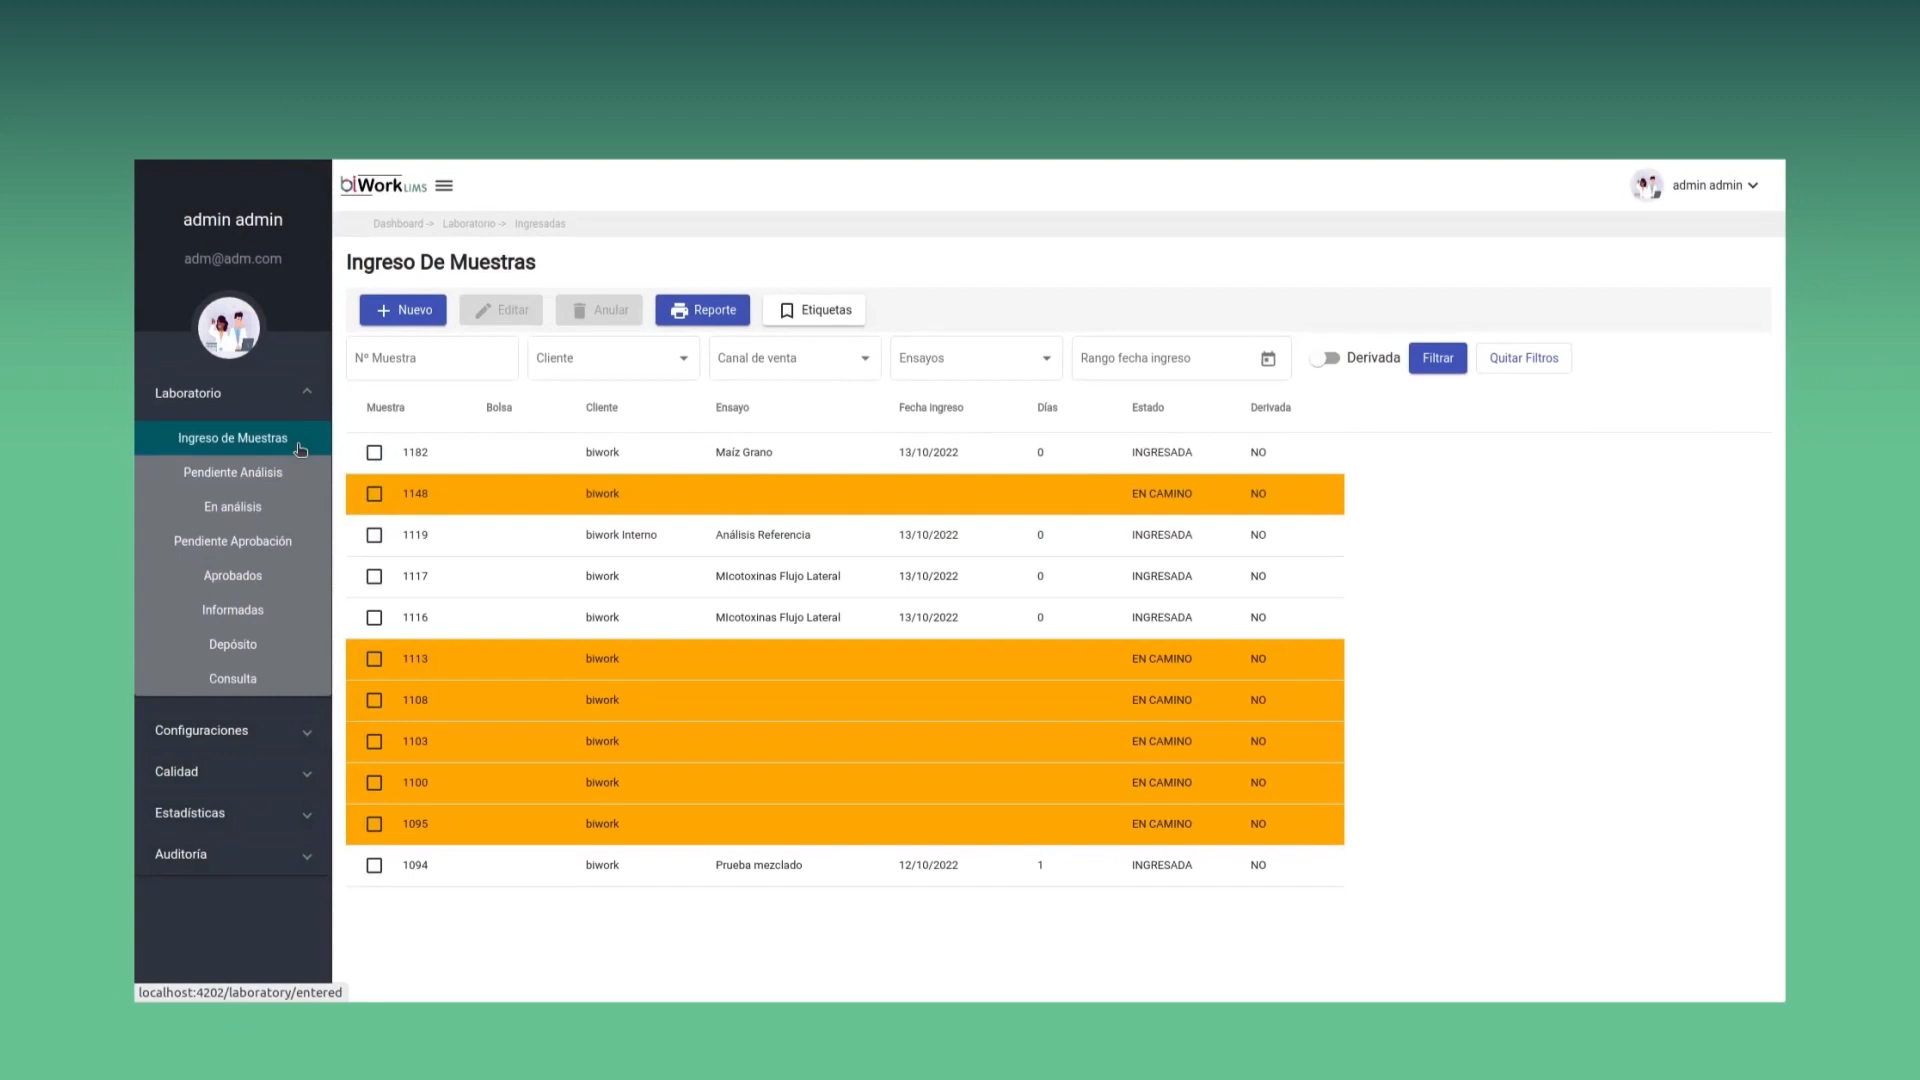 admin admin
adm@adm.com
Laboratorio
Ingreso de Muestras
Pendiente Análisis
En análisis
Pendiente Aprobación
Aprobados
Informadas
Depósito
Consulta
Configuraciones
Calidad
Estadísticas
Auditoría
localhost:4202/laboratory/entered
biWork LIMS
admin admin
Dashboard -> Laboratorio -> Ingresadas
Ingreso De Muestras
Nuevo Editar Anular Reporte Etiquetas
Nº Muestra Cliente Canal de venta Ensayos Rango fecha ingreso Derivada Filtrar Quitar Filtros
Muestra Bolsa Cliente Ensayo Fecha Ingreso Días Estado Derivada
1182 biwork Maíz Grano 13/10/2022 0 INGRESADA NO
1148 biwork EN CAMINO NO
1119 biwork Interno Análisis Referencia 13/10/2022 0 INGRESADA NO
1117 biwork MIcotoxinas Flujo Lateral 13/10/2022 0 INGRESADA NO
1116 biwork MIcotoxinas Flujo Lateral 13/10/2022 0 INGRESADA NO
1113 biwork EN CAMINO NO
1108 biwork EN CAMINO NO
1103 biwork EN CAMINO NO
1100 biwork EN CAMINO NO
1095 biwork EN CAMINO NO
1094 biwork Prueba mezclado 12/10/2022 1 INGRESADA NO